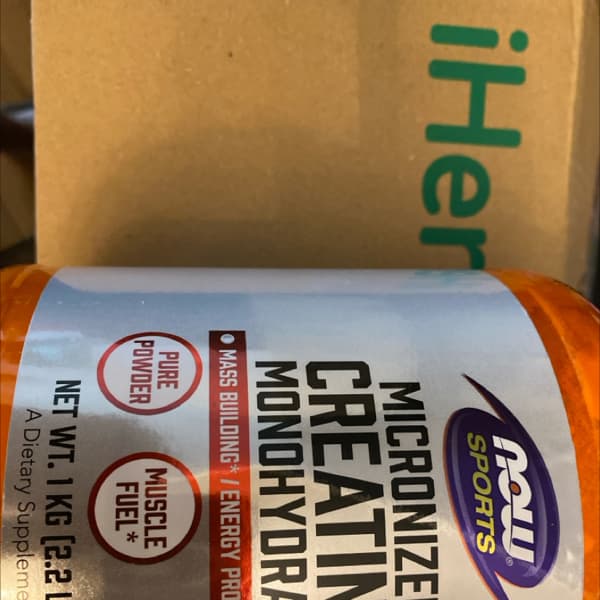 iHer
NOW
SPORTS
MICRONIZE
CREATIN
MONOHYDRA
MASS BUILDING* / ENERGY PRO
PURE
POWDER
MUSCLE
FUEL*
NET WT. 1 KG (2.2 L
A Dietary Suppleme